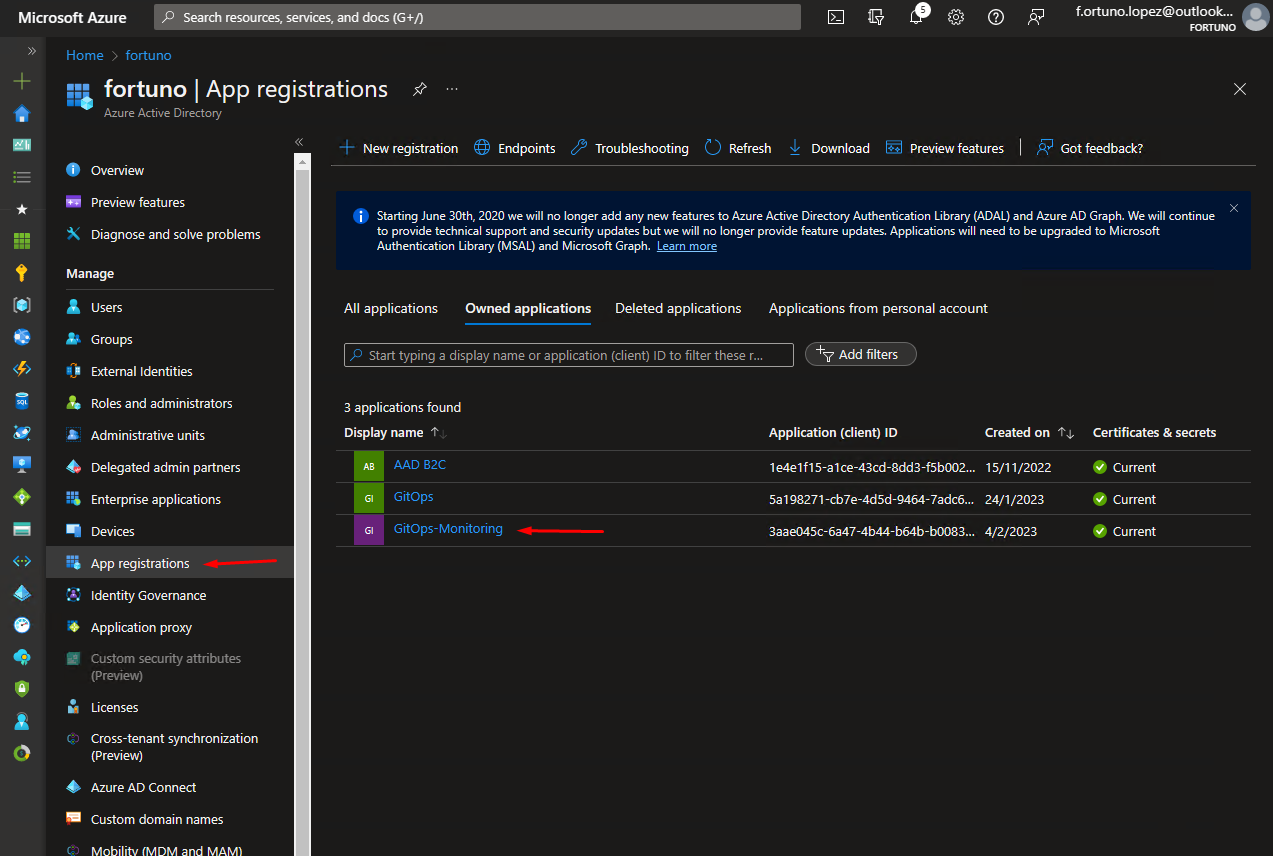 Microsoft Azure
Search resources, services, and docs (G+/)
5
f.ortuno.lopez@outlook...
FORTUNO
Home > fortuno
fortuno | App registrations
Azure Active Directory
Overview
Preview features
Diagnose and solve problems
Manage
Users
Groups
External Identities
Roles and administrators
Administrative units
Delegated admin partners
Enterprise applications
Devices
App registrations
Identity Governance
Application proxy
Custom security attributes
(Preview)
Licenses
Cross-tenant synchronization
(Preview)
Azure AD Connect
Custom domain names
Mobility (MDM and MAM)
New registration
Endpoints
Troubleshooting
Refresh
Download
Preview features
Got feedback?
Starting June 30th, 2020 we will no longer add any new features to Azure Active Directory Authentication Library (ADAL) and Azure AD Graph. We will continue
to provide technical support and security updates but we will no longer provide feature updates. Applications will need to be upgraded to Microsoft
Authentication Library (MSAL) and Microsoft Graph. Learn more
All applications
Owned applications
Deleted applications
Applications from personal account
Start typing a display name or application (client) ID to filter these r...
Add filters
3 applications found
Display name
Application (client) ID
Created on
Certificates & secrets
AB AAD B2C 1e4e1f15-a1ce-43cd-8dd3-f5b002... 15/11/2022 Current
GI GitOps 5a198271-cb7e-4d5d-9464-7adc6... 24/1/2023 Current
GI GitOps-Monitoring 3aae045c-6a47-4b44-b64b-b0083... 4/2/2023 Current